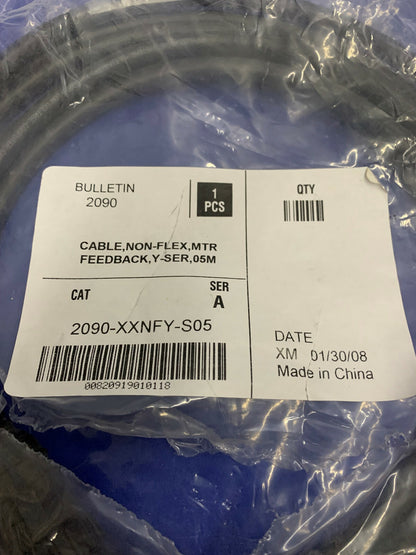 BULLETIN
2090
1
PCS
QTY
CABLE,NON-FLEX,MTR
FEEDBACK,Y-SER,05M
CAT
SER
A
2090-XXNFY-S05
00820919010118
DATE
XM 01/30/08
Made in China